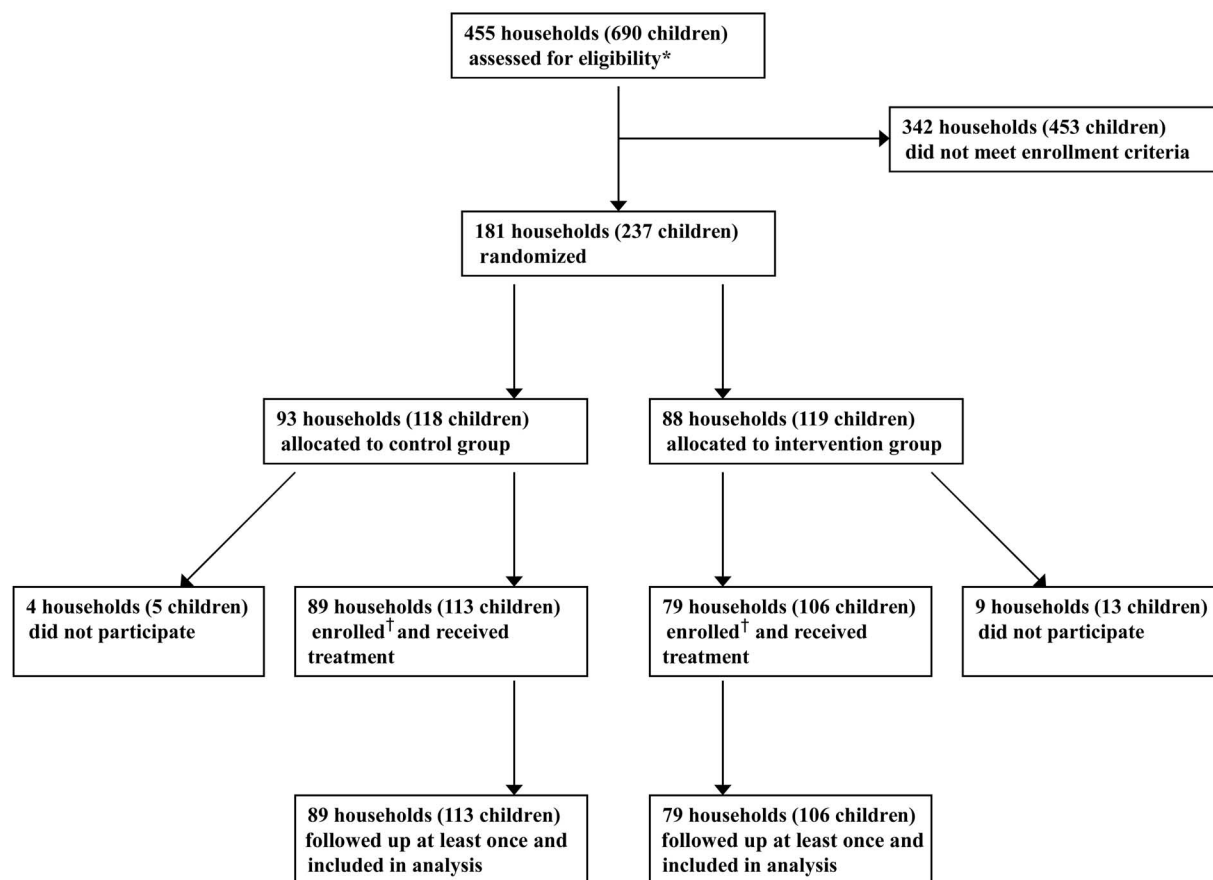 455 households (690 children)
assessed for eligibility*
342 households (453 children)
did not meet enrollment criteria
181 households (237 children)
randomized
93 households (118 children)
allocated to control group
88 households (119 children)
allocated to intervention group
4 households (5 children)
did not participate
89 households (113 children)
enrolled† and received
treatment
79 households (106 children)
enrolled† and received
treatment
9 households (13 children)
did not participate
89 households (113 children)
followed up at least once and
included in analysis
79 households (106 children)
followed up at least once and
included in analysis